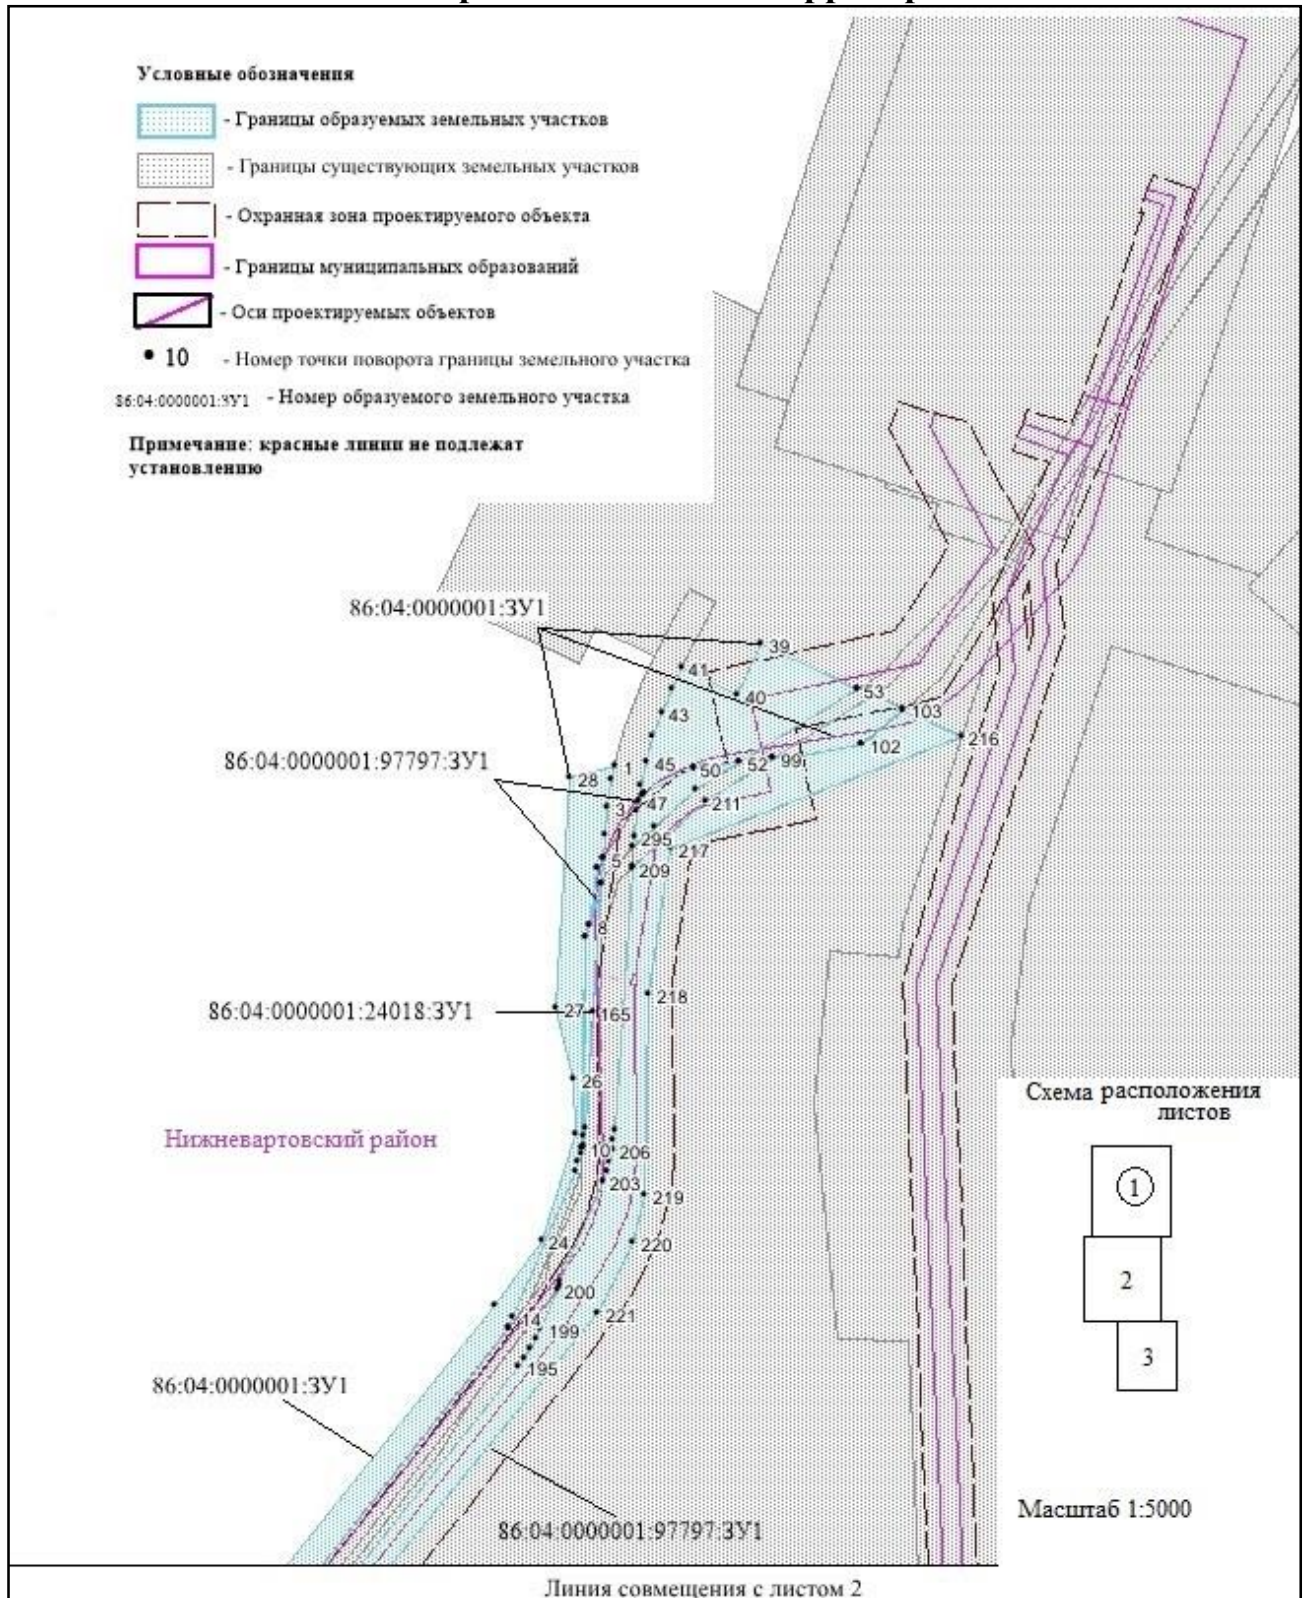 Условные обозначения
- Границы образуемых земельных участков
- Границы существующих земельных участков
- Охранная зона проектируемого объекта
- Границы муниципальных образований
- Оси проектируемых объектов
10 - Номер точки поворота границы земельного участка
86:04:0000001:ЗУ1 - Номер образуемого земельного участка
Примечание: красные линии не подлежат
установлению
86:04:0000001:ЗУ1
39
41
40
53
43
103
216
102
86:04:0000001:97797:ЗУ1
28
1
45
50
52
99
3
47
211
295
217
5
209
8
218
86:04:0000001:24018:ЗУ1
27
165
26
Схема расположения
листов
Нижневартовский район
10
206
1
203
219
24
220
2
200
221
14
199
3
195
86:04:0000001:ЗУ1
Масштаб 1:5000
86:04:0000001:97797:ЗУ1
Линия совмещения с листом 2